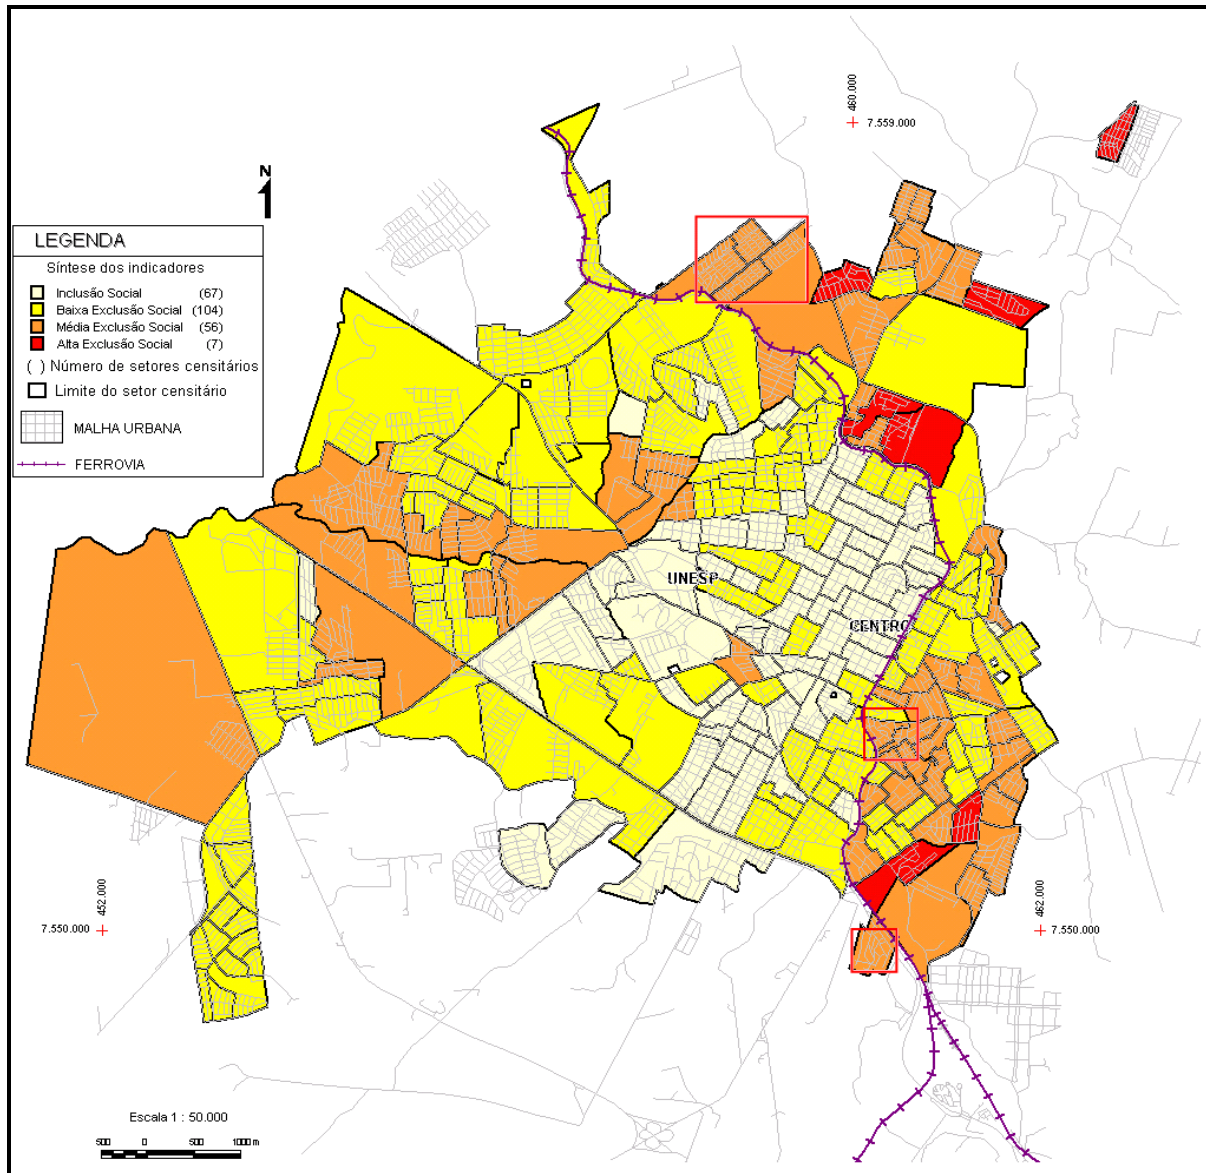 460.000
7.559.000
N
LEGENDA
Síntese dos indicadores
Inclusão Social (67)
Baixa Exclusão Social (104)
Média Exclusão Social (56)
Alta Exclusão Social (7)
( ) Número de setores censitários
Limite do setor censitário
MALHA URBANA
FERROVIA
UNESP
CENTRO
452.000
7.550.000
462.000
7.550.000
Escala 1 : 50.000
500 0 500 1000 m